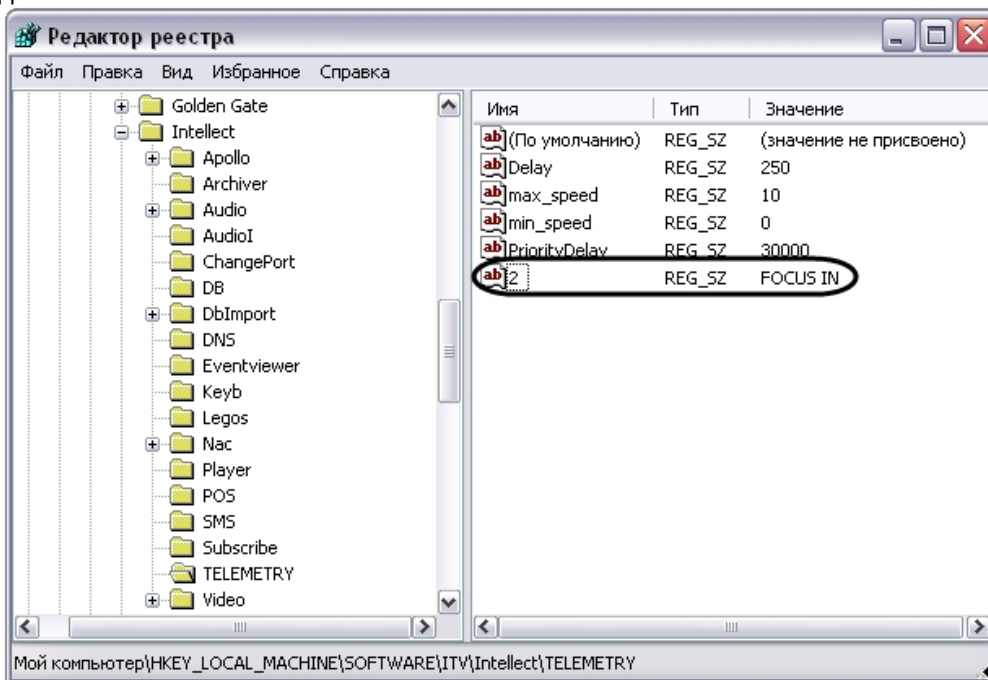 Редактор реестра
Файл Правка Вид Избранное Справка
Golden Gate
Intellect
Apollo
Archiver
Audio
AudioI
ChangePort
DB
DbImport
DNS
Eventviewer
Keyb
Legos
Nac
Player
POS
SMS
Subscribe
TELEMETRY
Video
Имя Тип Значение
(По умолчанию) REG_SZ (значение не присвоено)
Delay REG_SZ 250
max_speed REG_SZ 10
min_speed REG_SZ 0
PriorityDelay REG_SZ 30000
2 REG_SZ FOCUS IN
Мой компьютер\HKEY_LOCAL_MACHINE\SOFTWARE\ITV\Intellect\TELEMETRY